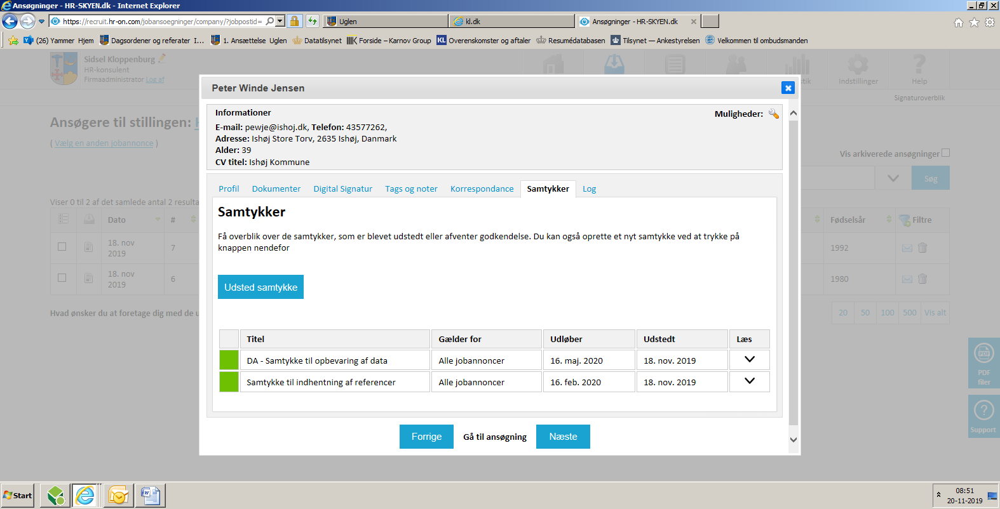 Ansøgninger - HR-SKYEN.dk - Internet Explorer
https://recruit.hr-on.com/jobansoegninger/company/?jobpostid=
Uglen
kl.dk
Ansøgninger - HR-SKYEN.dk
(26) Yammer Hjem
Dagsordener og referater I...
1. Ansættelse Uglen
Datatilsynet
Forside – Karnov Group
KL Overenskomster og aftaler
Resumédatabasen
Tilsynet — Ankestyrelsen
Velkommen til ombudsmanden
Sidsel Kloppenburg
HR-konsulent
Firmaadministrator Log af
tik
Indstillinger
Help
Signaturoverblik
Peter Winde Jensen
Informationer
Muligheder:
E-mail: pewje@ishoj.dk, Telefon: 43577262,
Adresse: Ishøj Store Torv, 2635 Ishøj, Danmark
Alder: 39
CV titel: Ishøj Kommune
Ansøgere til stillingen:
( Vælg en anden jobannonce )
Vis arkiverede ansøgninger
Søg
Profil Dokumenter Digital Signatur Tags og noter Korrespondance Samtykker Log
Samtykker
Få overblik over de samtykker, som er blevet udstedt eller afventer godkendelse. Du kan også oprette et nyt samtykke ved at trykke på
knappen nendefor
Udsted samtykke
Viser 0 til 2 af det samlede antal 2 resulta
Dato # Fødselsår Filtre
18. nov
2019
7 1992
18. nov
2019
6 1980
Hvad ønsker du at foretage dig med de u
20 50 100 500 Vis alt
Titel Gælder for Udløber Udstedt Læs
DA - Samtykke til opbevaring af data Alle jobannoncer 16. maj. 2020 18. nov. 2019
Samtykke til indhentning af referencer Alle jobannoncer 16. feb. 2020 18. nov. 2019
Forrige Gå til ansøgning Næste
PDF
PDF
filer
Support
Start
08:51
20-11-2019